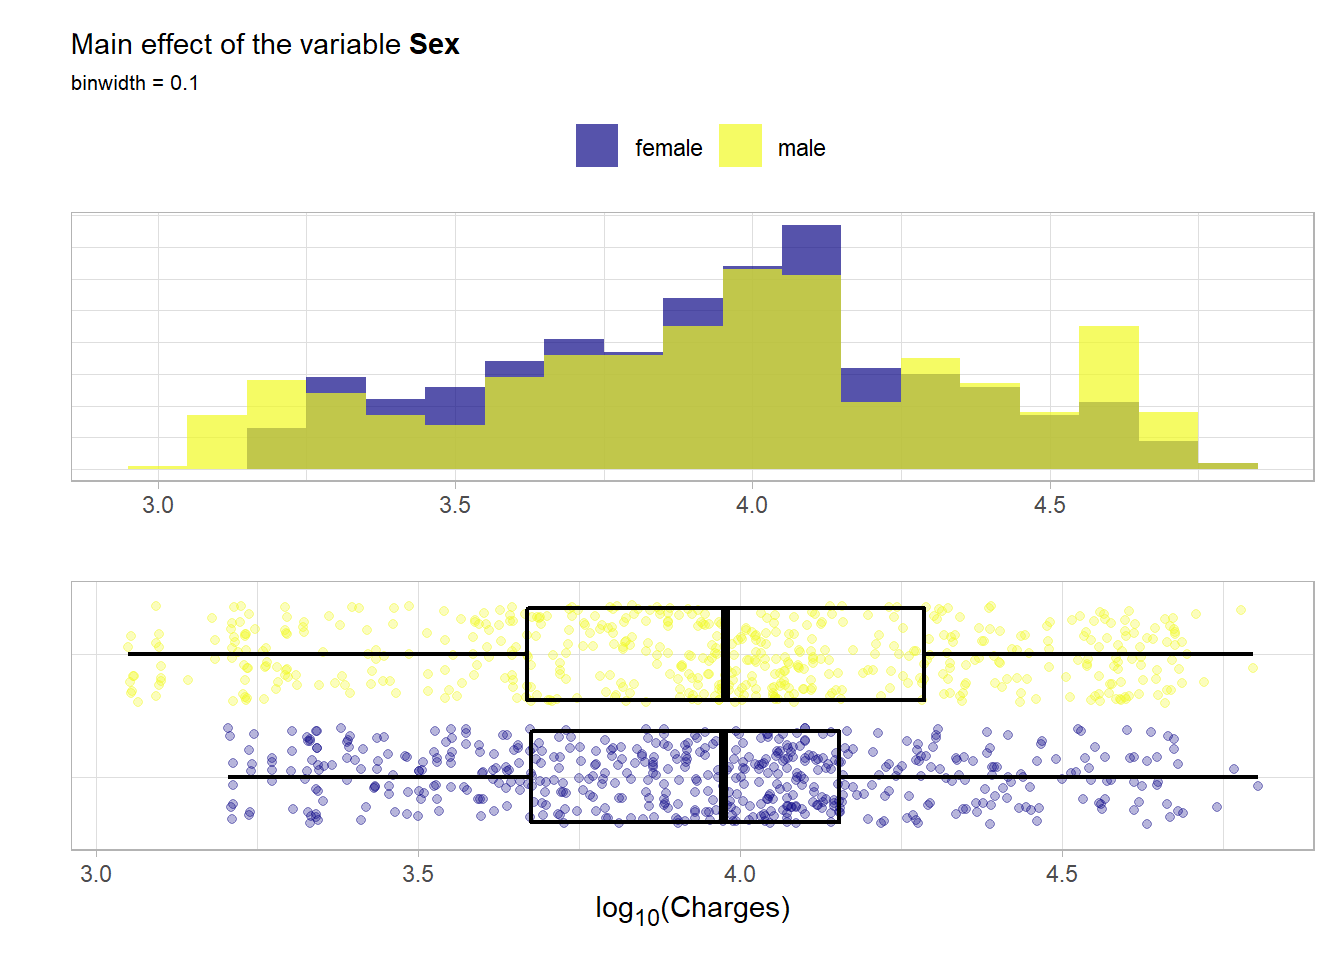 Main effect of the variable Sex
binwidth = 0.1
female male
3.0 3.5 4.0 4.5
3.0 3.5 4.0 4.5
log10(Charges)